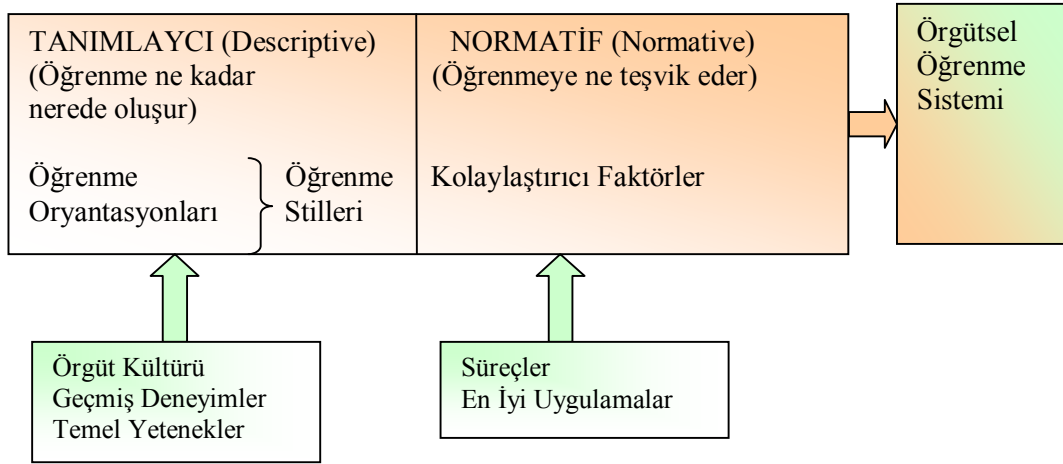 TANIMLAYCI (Descriptive)
(Öğrenme ne kadar
nerede oluşur)
Öğrenme
Oryantasyonları
Öğrenme
Stilleri
NORMATİF (Normative)
(Öğrenmeye ne teşvik eder)
Kolaylaştırıcı Faktörler
Örgütsel
Öğrenme
Sistemi
Örgüt Kültürü
Geçmiş Deneyimler
Temel Yetenekler
Süreçler
En İyi Uygulamalar